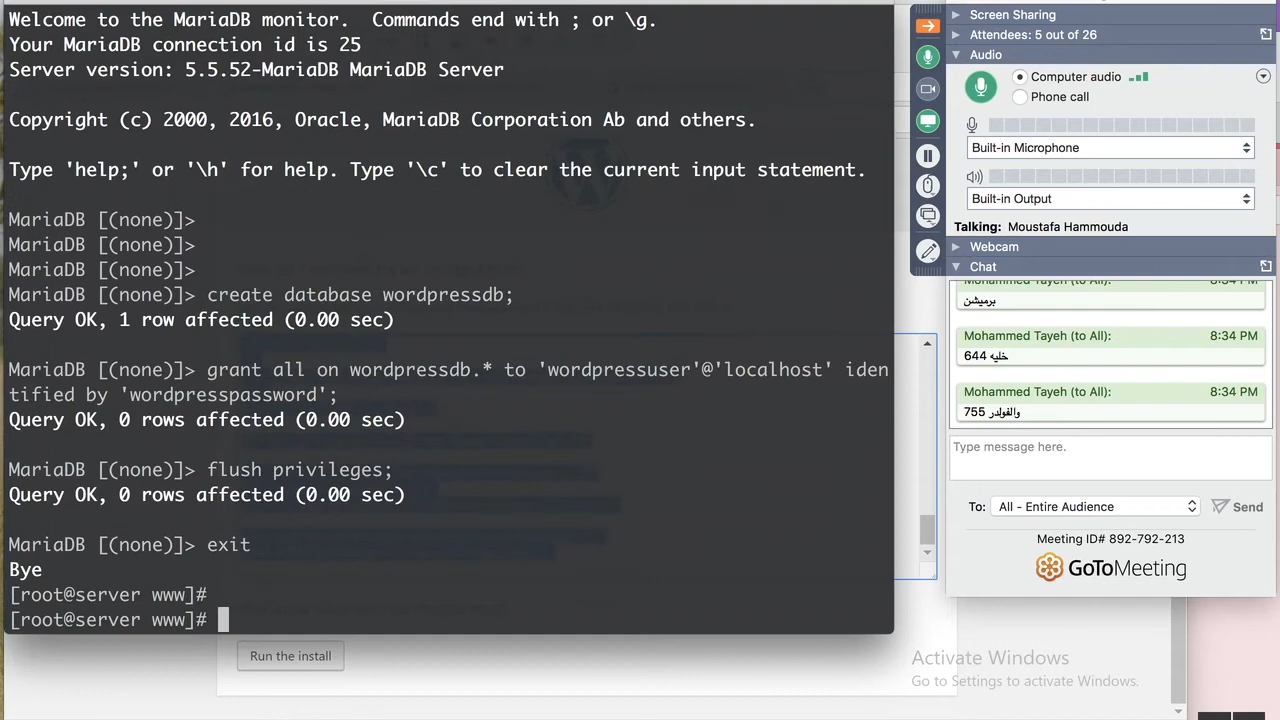 Welcome to the MariaDB monitor.  Commands end with ; or \g.
Your MariaDB connection id is 25
Server version: 5.5.52-MariaDB MariaDB Server
Copyright (c) 2000, 2016, Oracle, MariaDB Corporation Ab and others.
Type 'help;' or '\h' for help. Type '\c' to clear the current input statement.
MariaDB [(none)]>
MariaDB [(none)]>
MariaDB [(none)]>
MariaDB [(none)]> create database wordpressdb;
Query OK, 1 row affected (0.00 sec)
MariaDB [(none)]> grant all on wordpressdb.* to 'wordpressuser'@'localhost' iden
tified by 'wordpresspassword';
Query OK, 0 rows affected (0.00 sec)
MariaDB [(none)]> flush privileges;
Query OK, 0 rows affected (0.00 sec)
MariaDB [(none)]> exit
Bye
[root@server www]#
[root@server www]#
Run the install
Screen Sharing
Attendees: 5 out of 26
Audio
Computer audio
Phone call
Built-in Microphone
Built-in Output
Talking: Moustafa Hammouda
Webcam
Chat
Mohammed Tayeh (to All): 8:34 PM
برميشن
Mohammed Tayeh (to All): 8:34 PM
خليه 644
Mohammed Tayeh (to All): 8:34 PM
والفولدر 755
Type message here.
To: All - Entire Audience
Send
Meeting ID# 892-792-213
GoToMeeting
Activate Windows
Go to Settings to activate Windows.